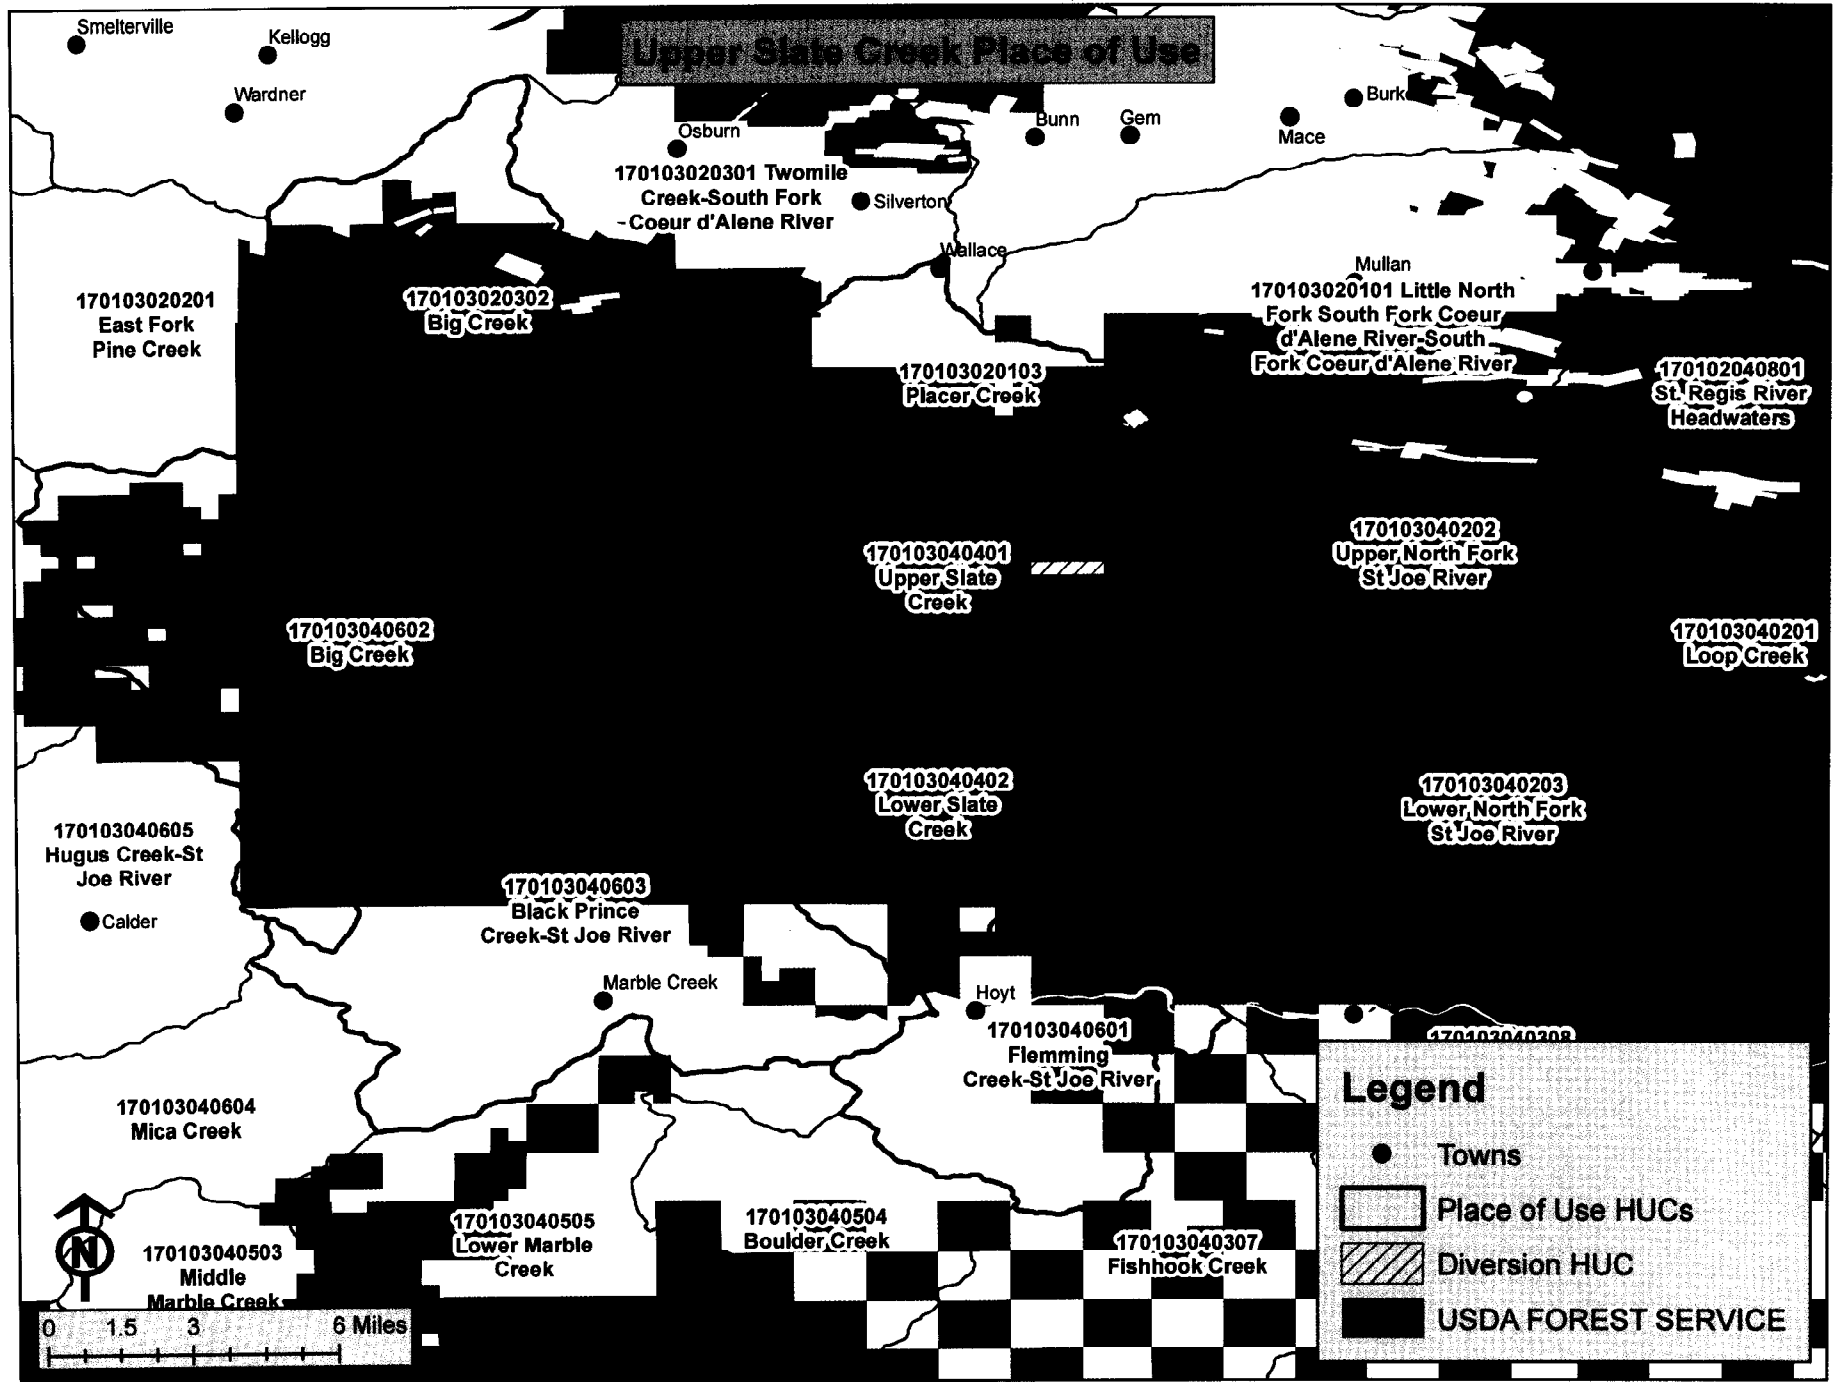 Upper Slate Creek Place of Use
Smelterville
Kellogg
Wardner
Osburn
Bunn
Gem
Burk
Mace
170103020301 Twomile
Creek-South Fork
Coeur d'Alene River
Silverton
Wallace
Mullan
170103020201
East Fork
Pine Creek
170103020302
Big Creek
170103020101 Little North
Fork South Fork Coeur
d'Alene River-South
Fork Coeur d'Alene River
170103020103
Placer Creek
170102040801
St. Regis River
Headwaters
170103040401
Upper Slate
Creek
170103040202
Upper North Fork
St Joe River
170103040602
Big Creek
170103040201
Loop Creek
170103040402
Lower Slate
Creek
170103040203
Lower North Fork
St Joe River
170103040605
Hugus Creek-St
Joe River
Calder
170103040603
Black Prince
Creek-St Joe River
Marble Creek
Hoyt
170103040601
Flemming
Creek-St Joe River
170103040308
170103040604
Mica Creek
170103040503
Middle
Marble Creek
170103040505
Lower Marble
Creek
170103040504
Boulder Creek
170103040307
Fishhook Creek
N
0 1.5 3 6 Miles
Legend
Towns
Place of Use HUCs
Diversion HUC
USDA FOREST SERVICE